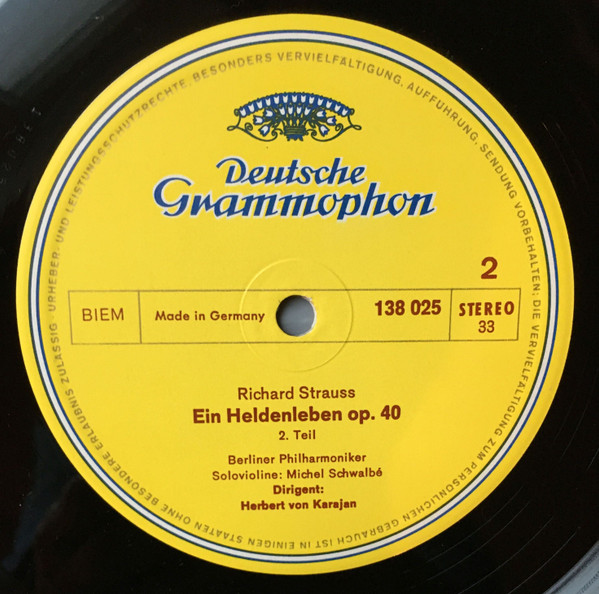 URHEBER- UND LEISTUNGSSCHUTZRECHTE, BESONDERS VERVIELFÄLTIGUNG, AUFFÜHRUNG, SENDUNG VORBEHALTEN; DIE VERVIELFÄLTIGUNG ZUM PERSÖNLICHEN GEBRAUCH IST IN EINIGEN STAATEN OHNE BESONDERE ERLAUBNIS ZULÄSSIG ·
Deutsche
Grammophon
2
BIEM
Made in Germany
138 025
STEREO
33
Richard Strauss
Ein Heldenleben op. 40
2. Teil
Berliner Philharmoniker
Solovioline: Michel Schwalbé
Dirigent:
Herbert von Karajan